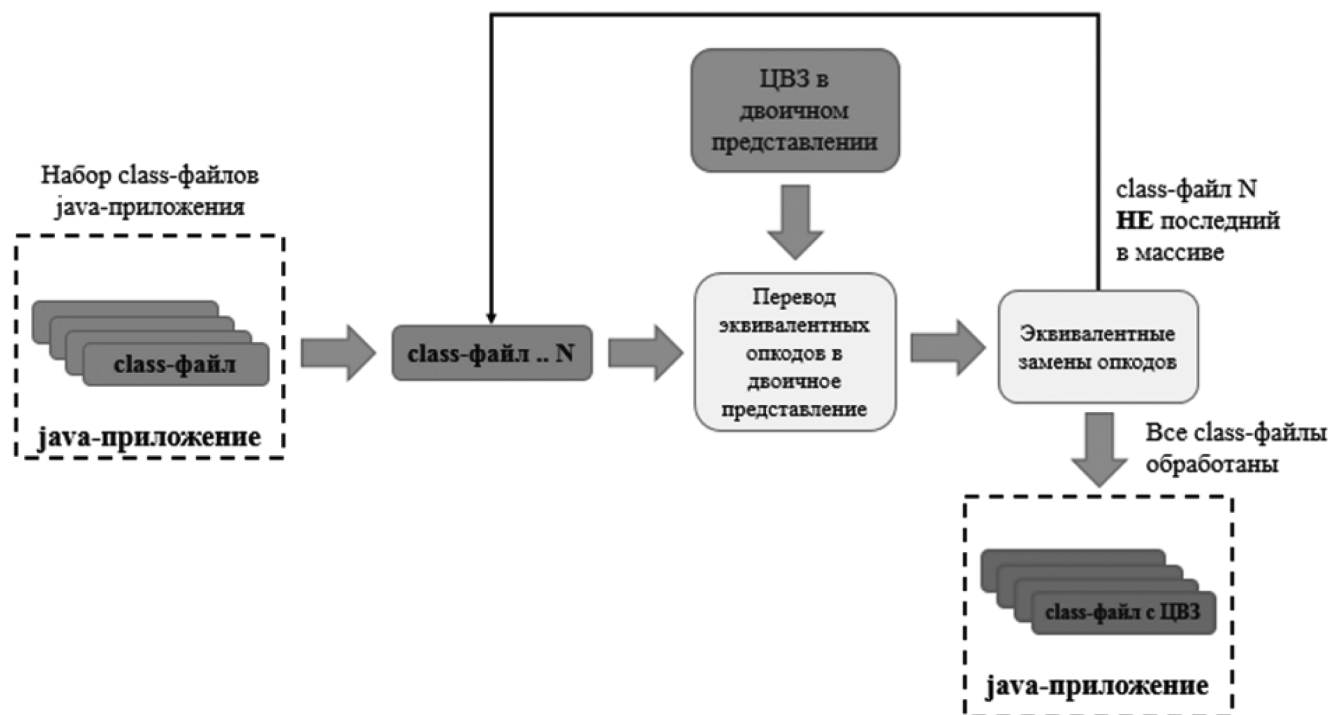 ЦВЗ в
двоичном
представлении
Набор class-файлов
java-приложения
class-файл
java-приложение
class-файл .. N
Перевод
эквивалентных
опкодов в
двоичное
представление
class-файл N
НЕ последний
в массиве
Эквивалентные
замены опкодов
Все class-файлы
обработаны
class-файл с ЦВЗ
java-приложение